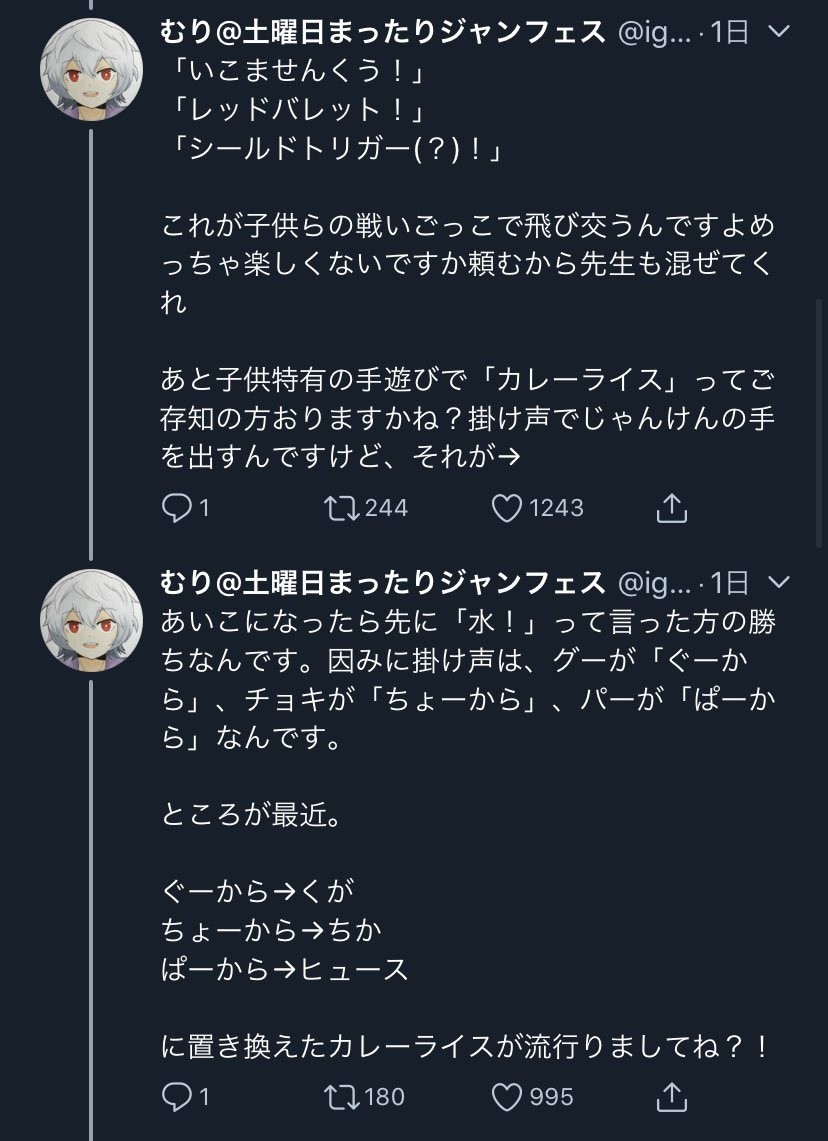 むり@土曜日まったりジャンフェス @ig... · 1日
「いこませんくう！」
「レッドバレット！」
「シールドトリガー(？)！」
これが子供らの戦いごっこで飛び交うんですよめ
っちゃ楽しくないですか頼むから先生も混ぜてく
れ
あと子供特有の手遊びで「カレーライス」ってご
存知の方おりますかね？掛け声でじゃんけんの手
を出すんですけど、それが→
1 244 1243
むり@土曜日まったりジャンフェス @ig... · 1日
あいこになったら先に「水！」って言った方の勝
ちなんです。因みに掛け声は、グーが「ぐーか
ら」、チョキが「ちょーから」、パーが「ぱーか
ら」なんです。
ところが最近。
ぐーから→くが
ちょーから→ちか
ぱーから→ヒュース
に置き換えたカレーライスが流行りましてね？！
1 180 995